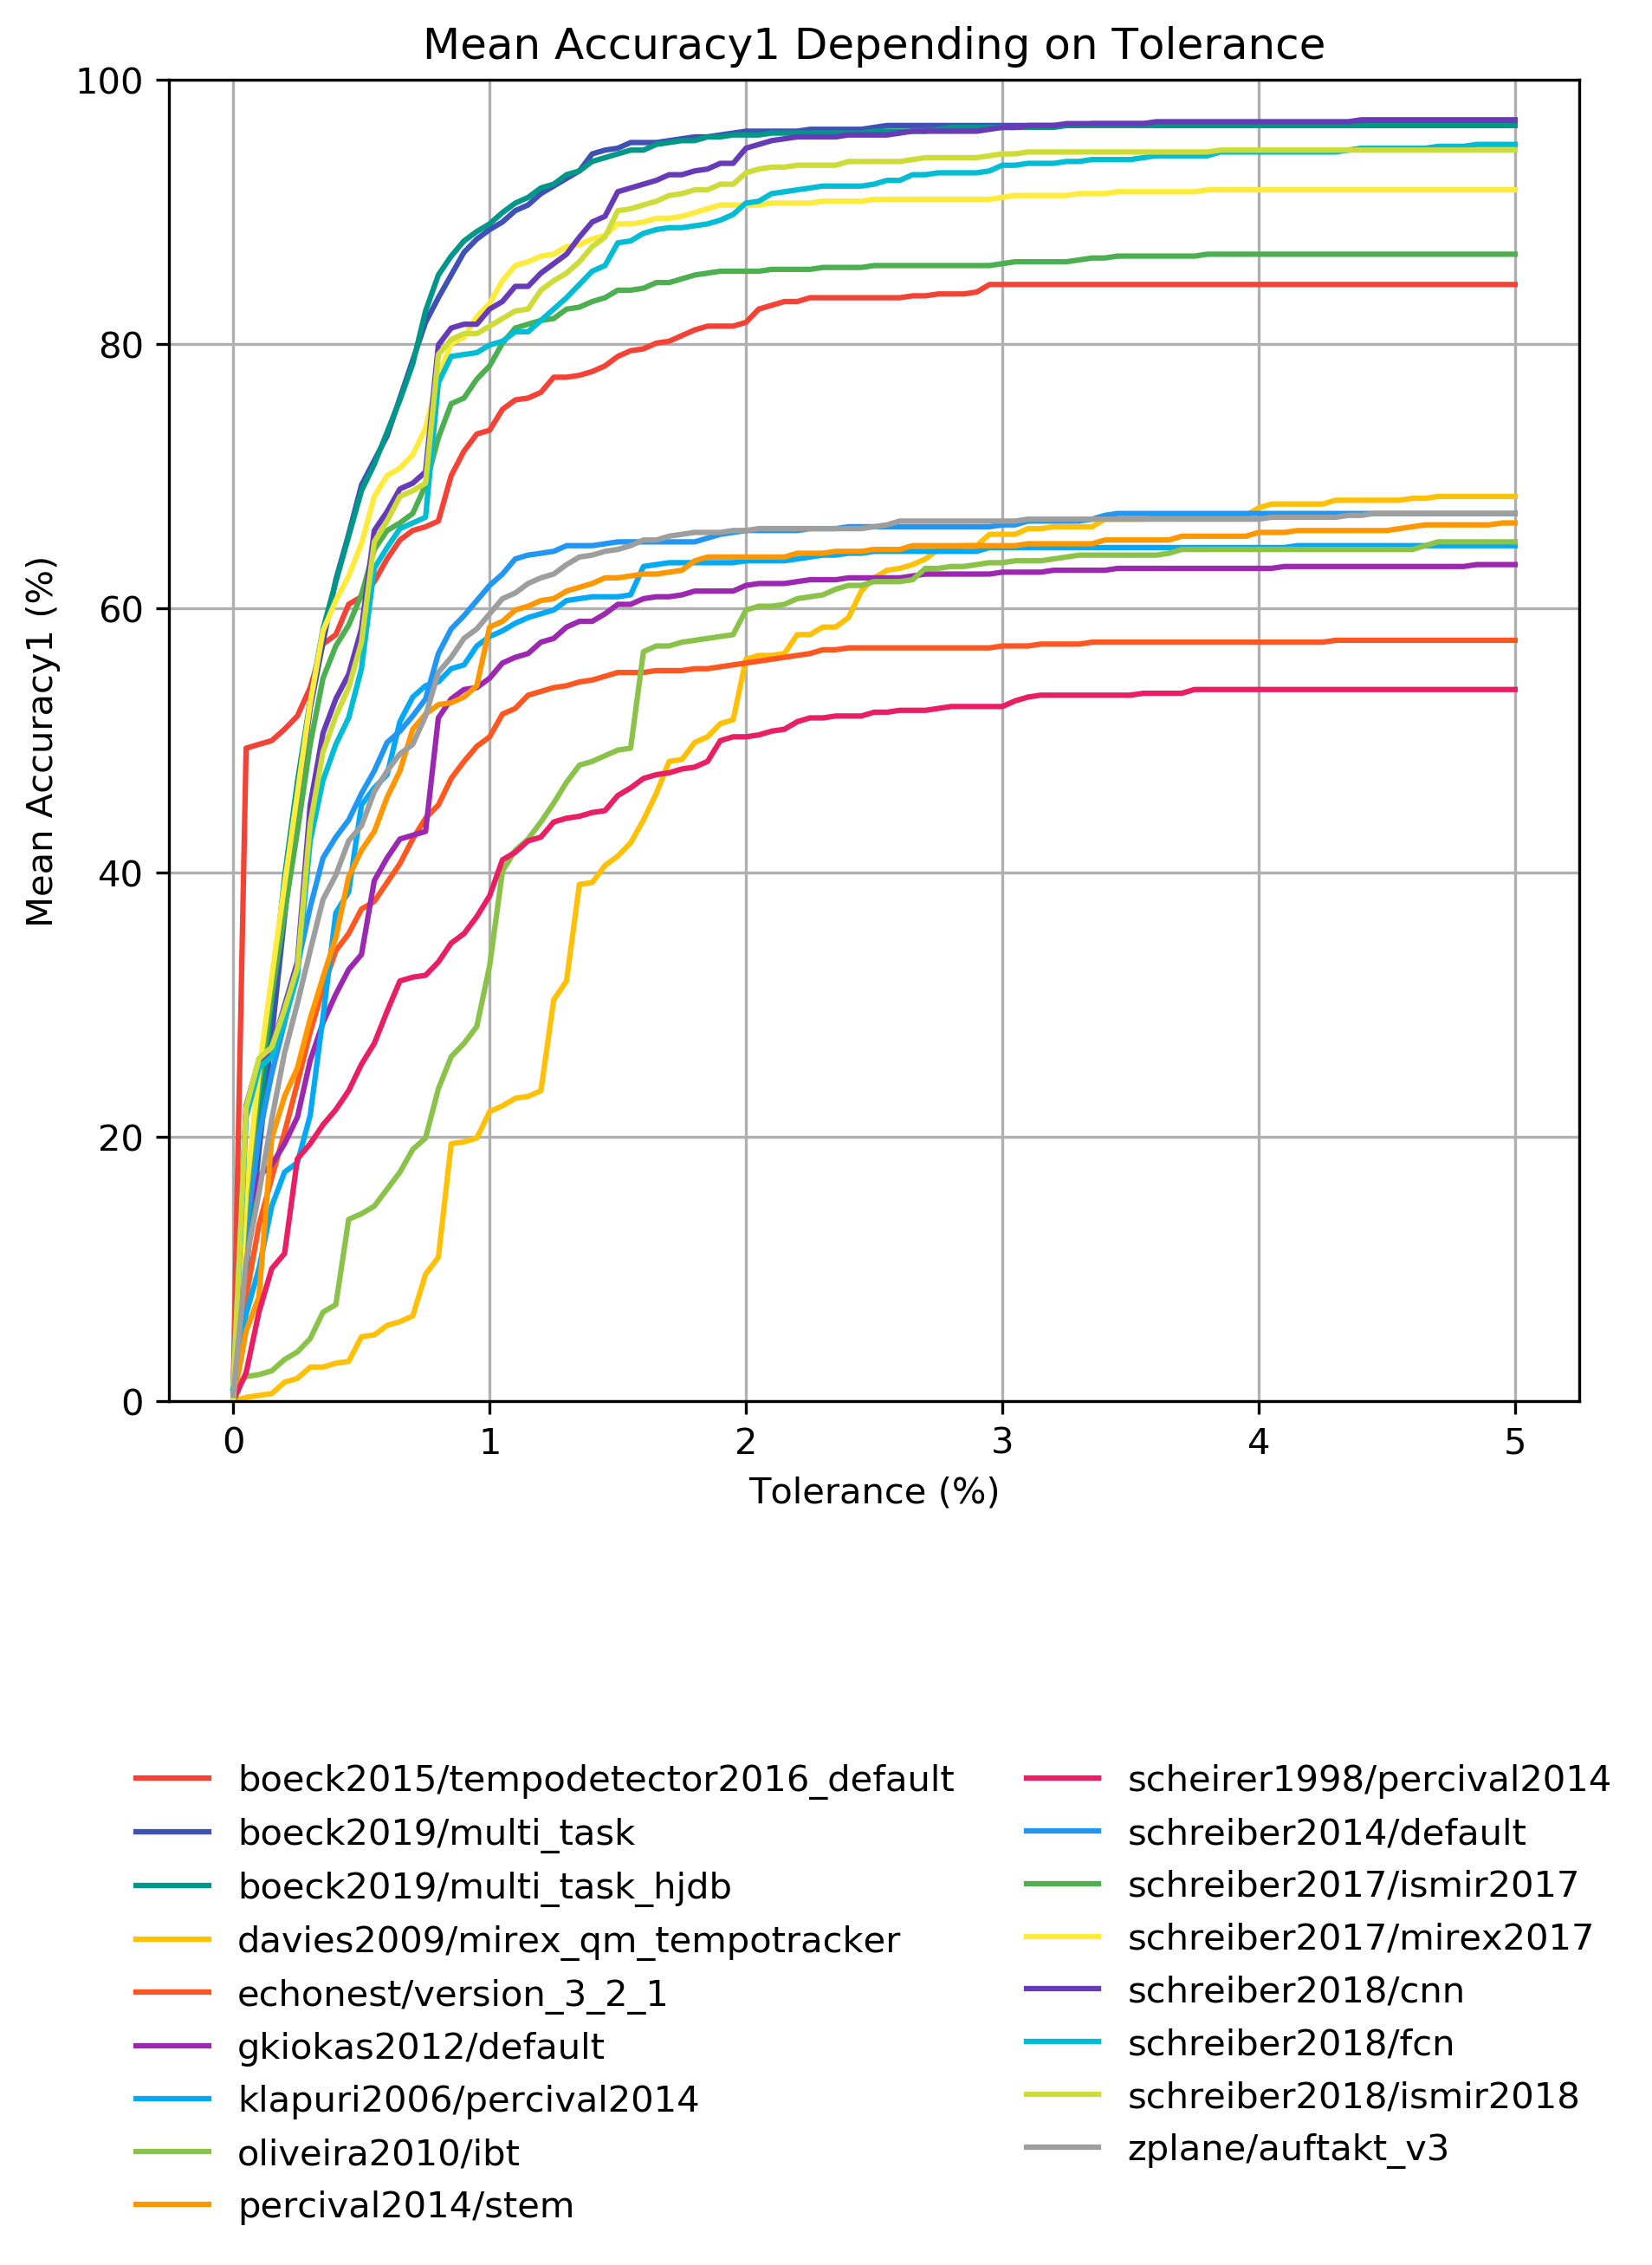 Mean Accuracy1 Depending on Tolerance
Mean Accuracy1 (%)
100
80
60
40
20
0
0 1 2 3 4 5
Tolerance (%)
boeck2015/tempodetector2016_default
boeck2019/multi_task
boeck2019/multi_task_hjdb
davies2009/mirex_qm_tempotracker
echonest/version_3_2_1
gkiokas2012/default
klapuri2006/percival2014
oliveira2010/ibt
percival2014/stem
scheirer1998/percival2014
schreiber2014/default
schreiber2017/ismir2017
schreiber2017/mirex2017
schreiber2018/cnn
schreiber2018/fcn
schreiber2018/ismir2018
zplane/auftakt_v3